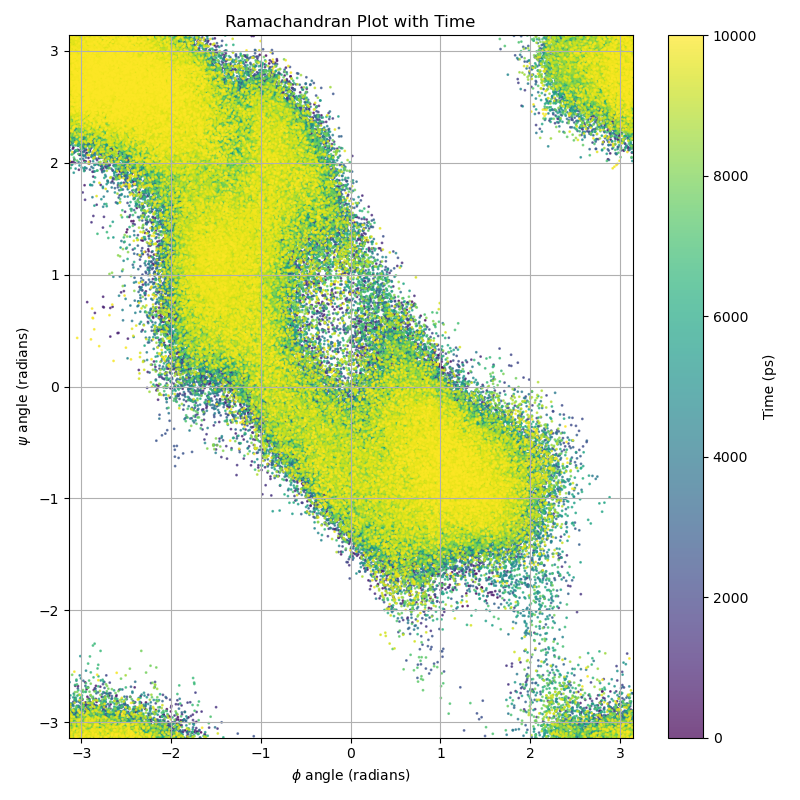 Ramachandran Plot with Time
3
2
1
0
−1
−2
−3
ψ angle (radians)
−3 −2 −1 0 1 2 3
ϕ angle (radians)
10000
8000
6000
4000
2000
0
Time (ps)